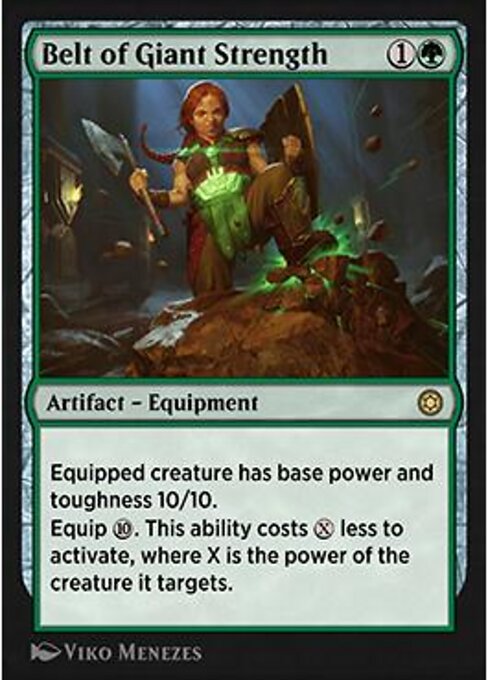 Belt of Giant Strength 1
Artifact – Equipment
Equipped creature has base power and
toughness 10/10.
Equip 10. This ability costs X less to
activate, where X is the power of the
creature it targets.
Viko Menezes